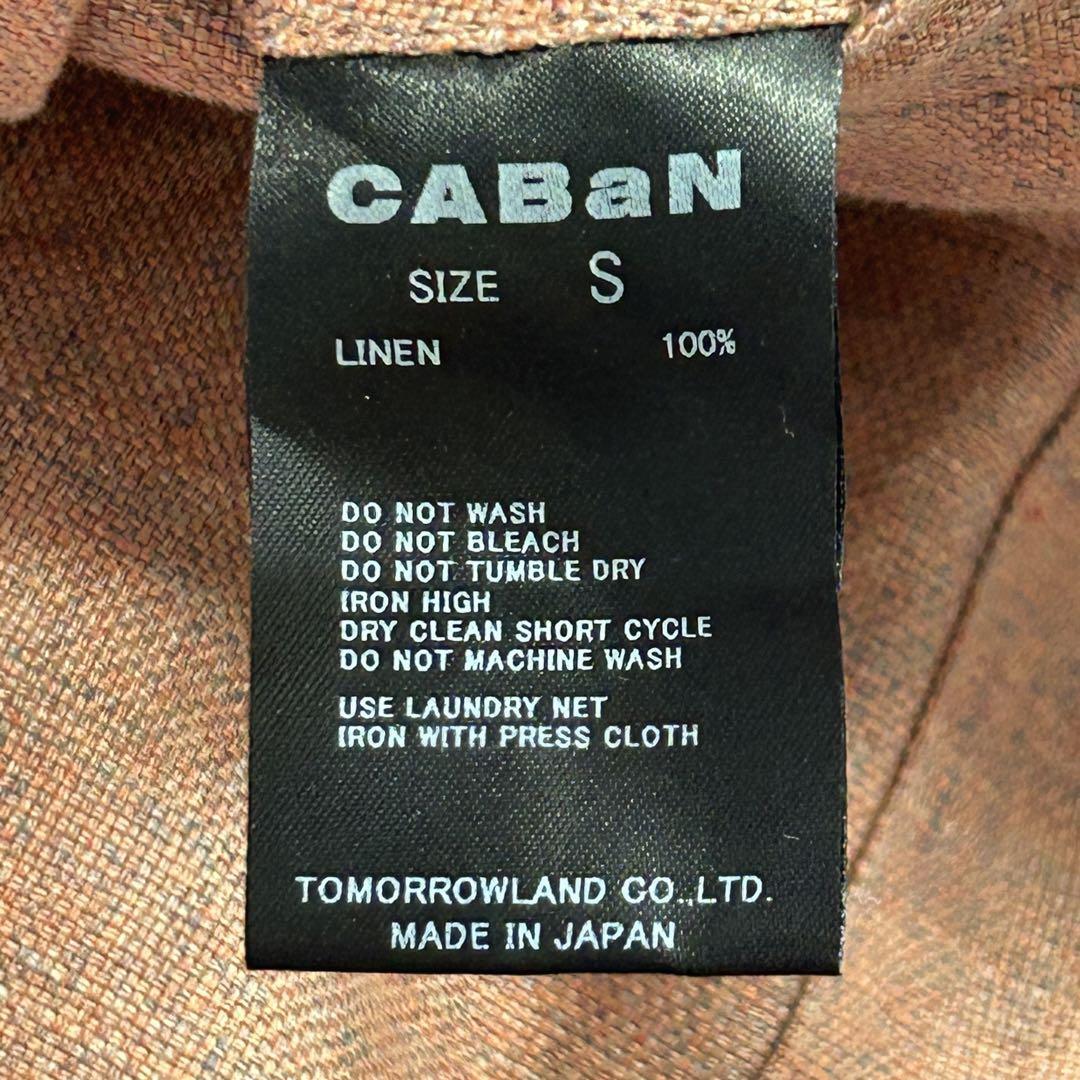 CABaN
SIZE S
LINEN 100%
DO NOT WASH
DO NOT BLEACH
DO NOT TUMBLE DRY
IRON HIGH
DRY CLEAN SHORT CYCLE
DO NOT MACHINE WASH
USE LAUNDRY NET
IRON WITH PRESS CLOTH
TOMORROWLAND CO.,LTD.
MADE IN JAPAN